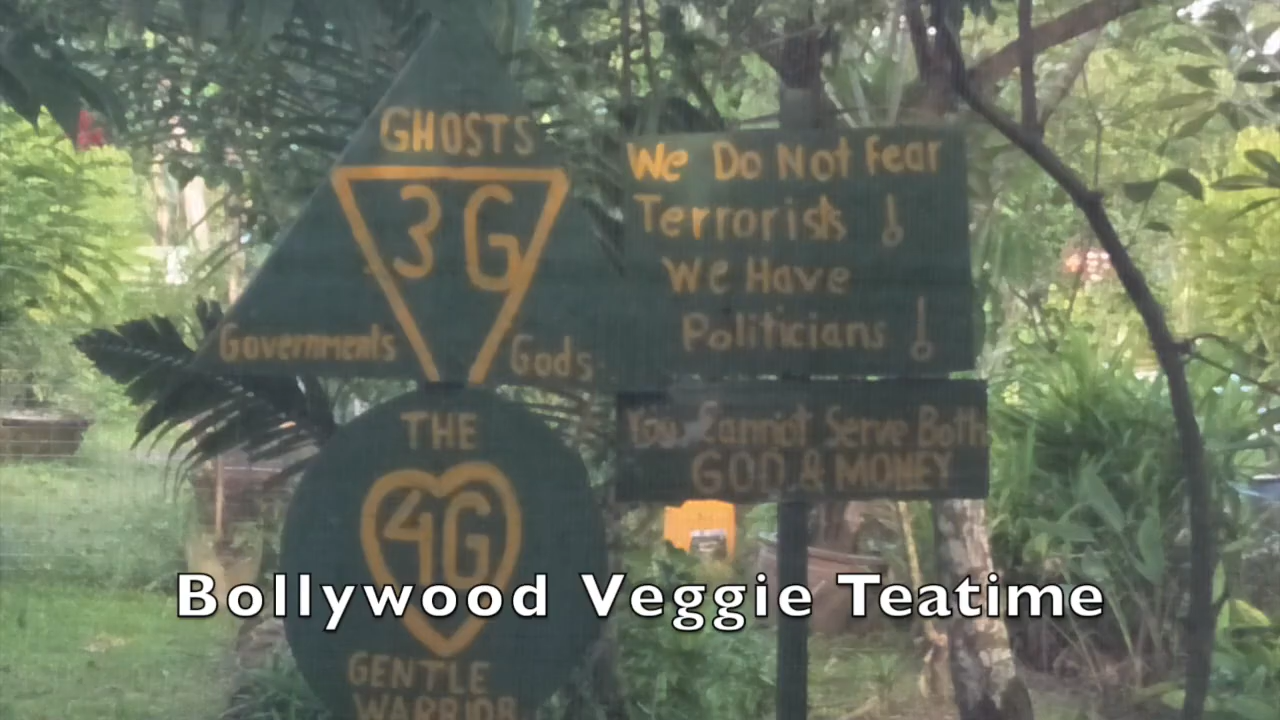 GHOSTS
3G
Governments
Gods
THE
4G
GENTLE
WARRIOR
We Do Not Fear
Terrorists !
We Have
Politicians !
You Cannot Serve Both
GOD & MONEY
Bollywood Veggie Teatime